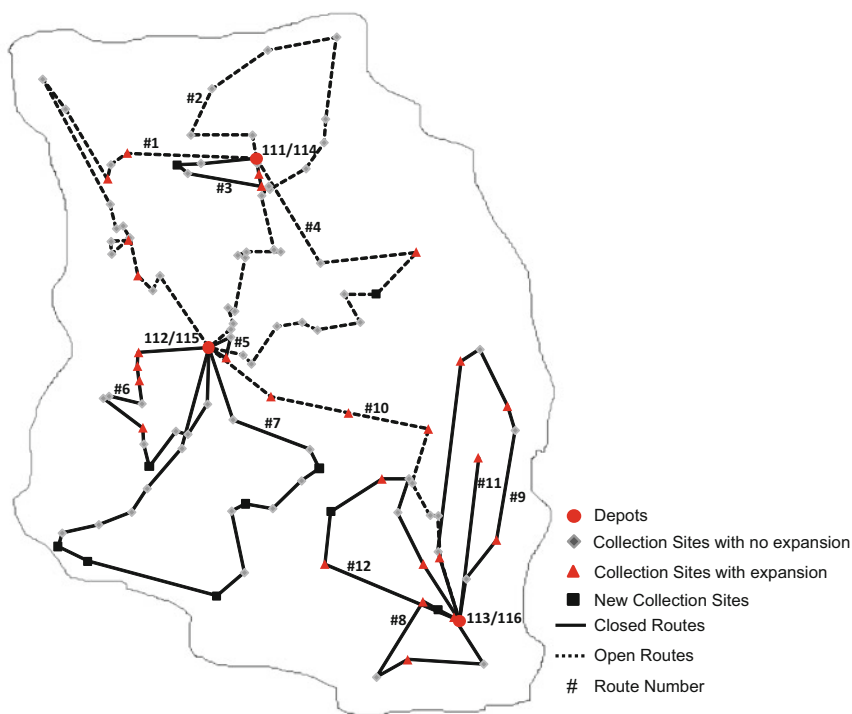 #2
#1
111/114
#3
#4
112/115
#5
#6
#7
#10
#11
#9
#12
#8
113/116
Depots
Collection Sites with no expansion
Collection Sites with expansion
New Collection Sites
Closed Routes
Open Routes
# Route Number